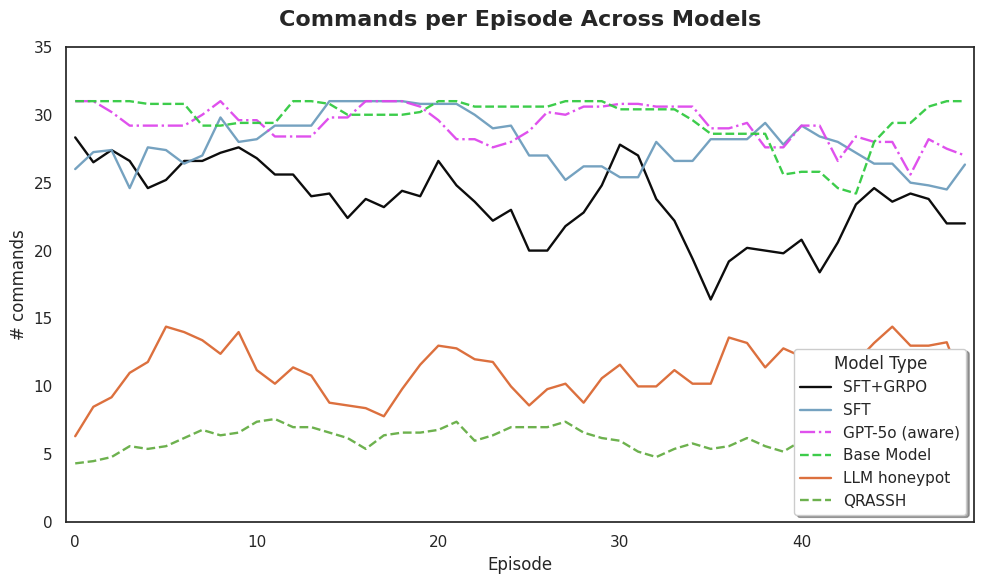 Commands per Episode Across Models
# commands
35
30
25
20
15
10
5
0
0 10 20 30 40
Episode
Model Type
SFT+GRPO
SFT
GPT-5o (aware)
Base Model
LLM honeypot
QRASSH